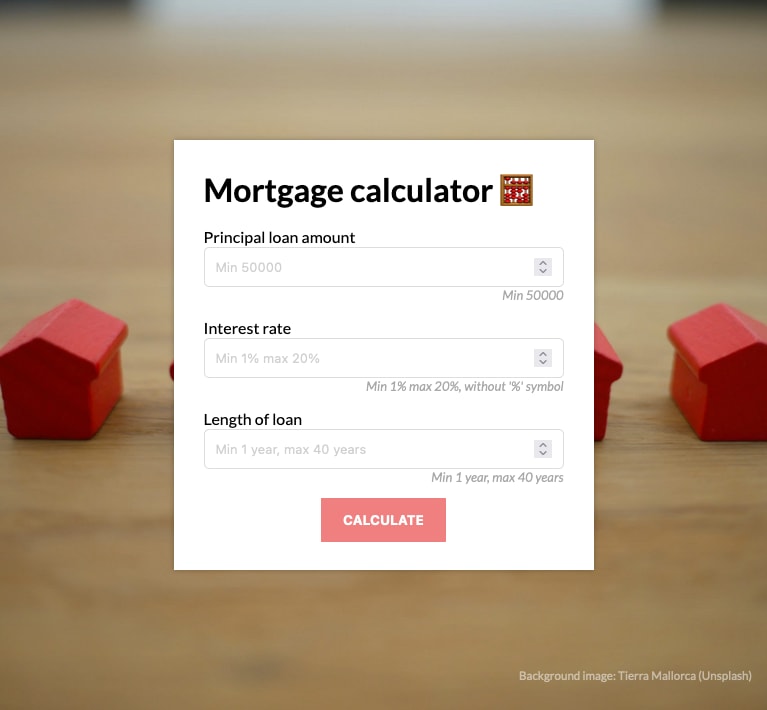 Mortgage calculator 🧮
Principal loan amount
Min 50000
Min 50000
Interest rate
Min 1% max 20%
Min 1% max 20%, without '%' symbol
Length of loan
Min 1 year, max 40 years
Min 1 year, max 40 years
CALCULATE
Background image: Tierra Mallorca (Unsplash)